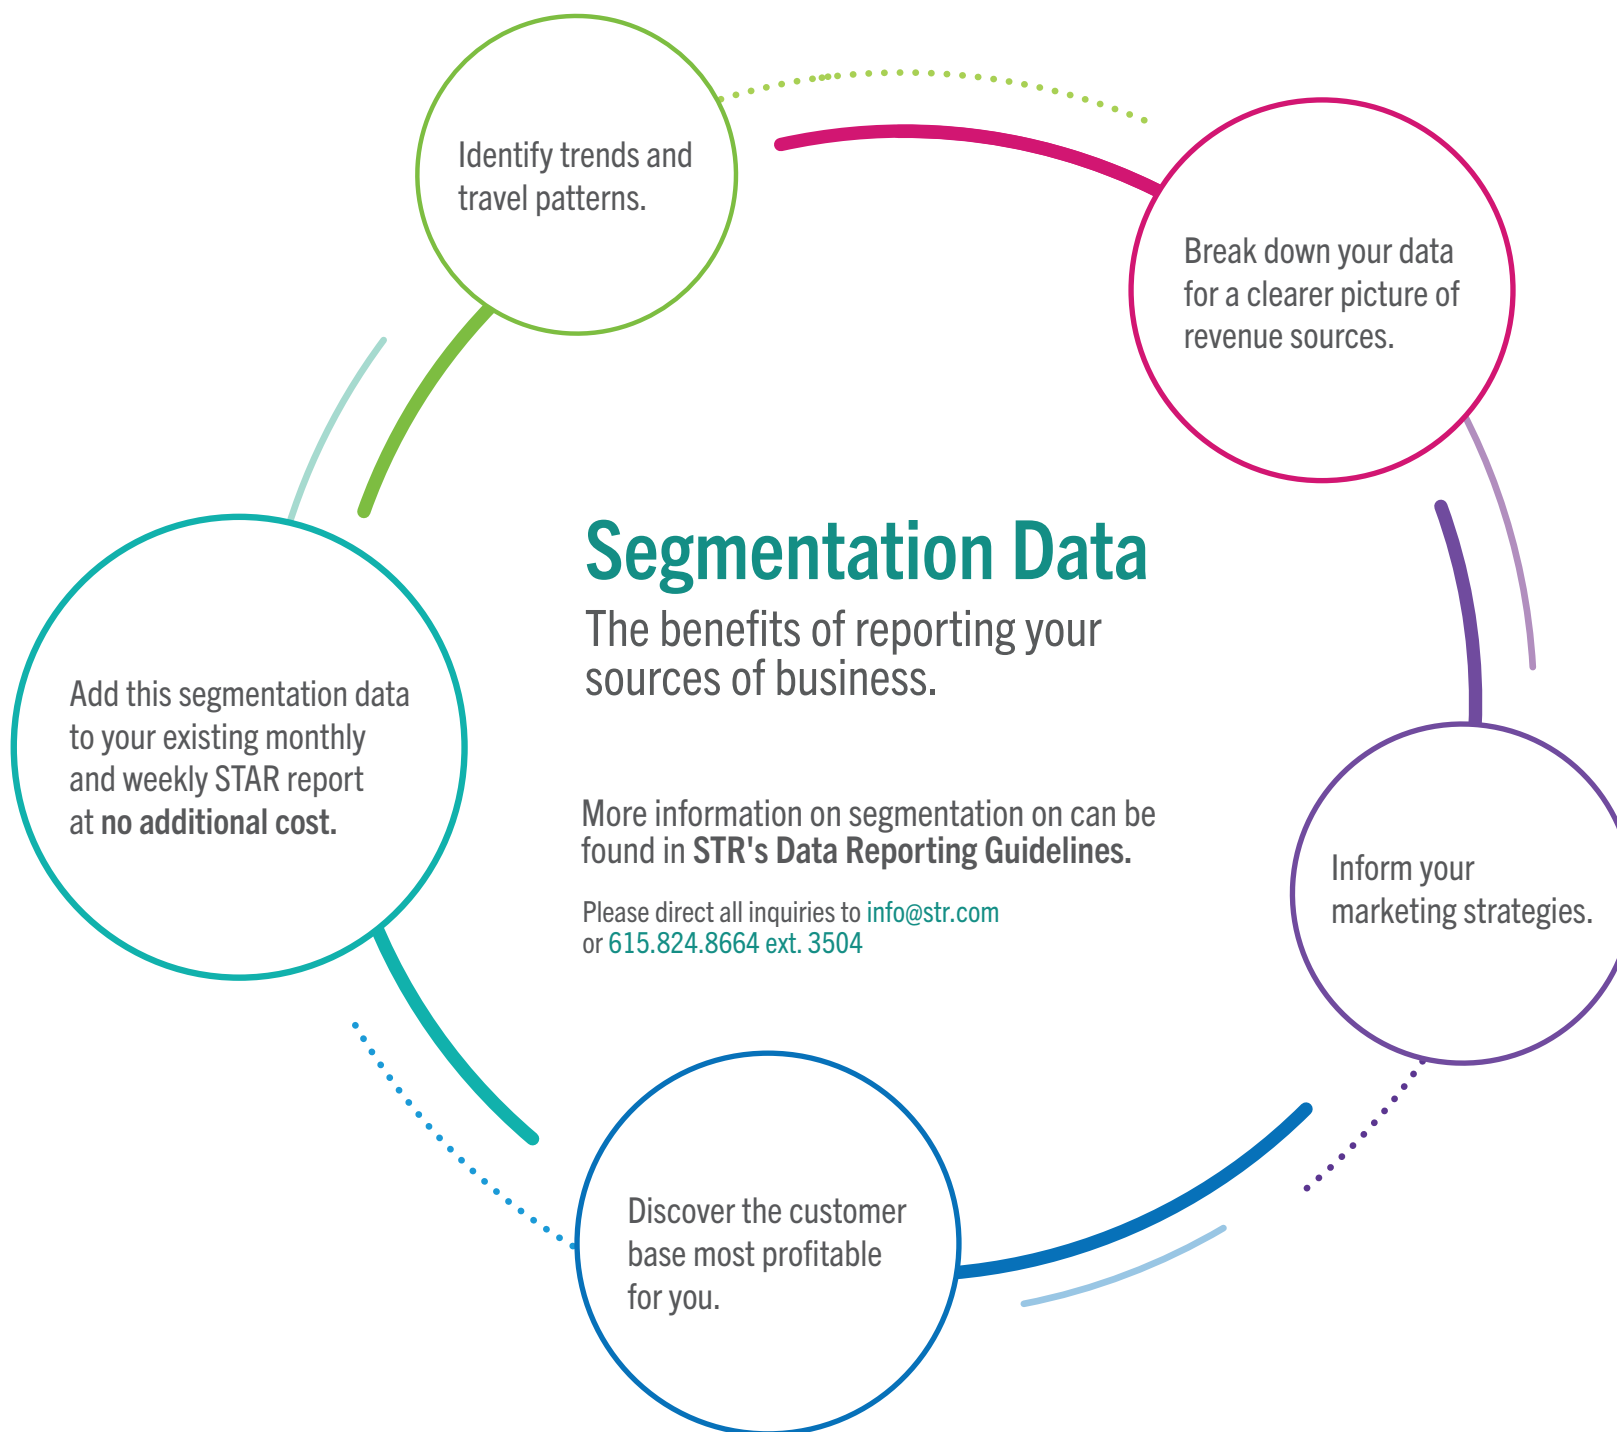 Identify trends and
travel patterns.
Break down your data
for a clearer picture of
revenue sources.
Segmentation Data
The benefits of reporting your
sources of business.
Add this segmentation data
to your existing monthly
and weekly STAR report
at no additional cost.
More information on segmentation on can be
found in STR's Data Reporting Guidelines.
Please direct all inquiries to info@str.com
or 615.824.8664 ext. 3504
Inform your
marketing strategies.
Discover the customer
base most profitable
for you.